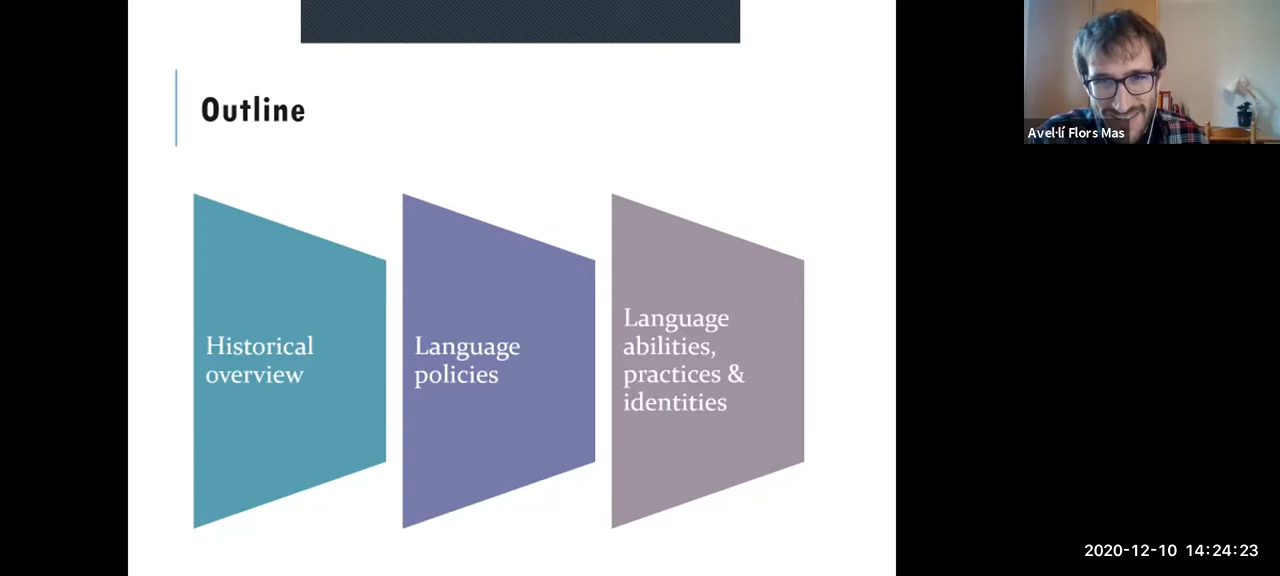 Outline
Historical
overview
Language
policies
Language
abilities,
practices &
identities
Avel·lí Flors Mas
2020-12-10 14:24:23